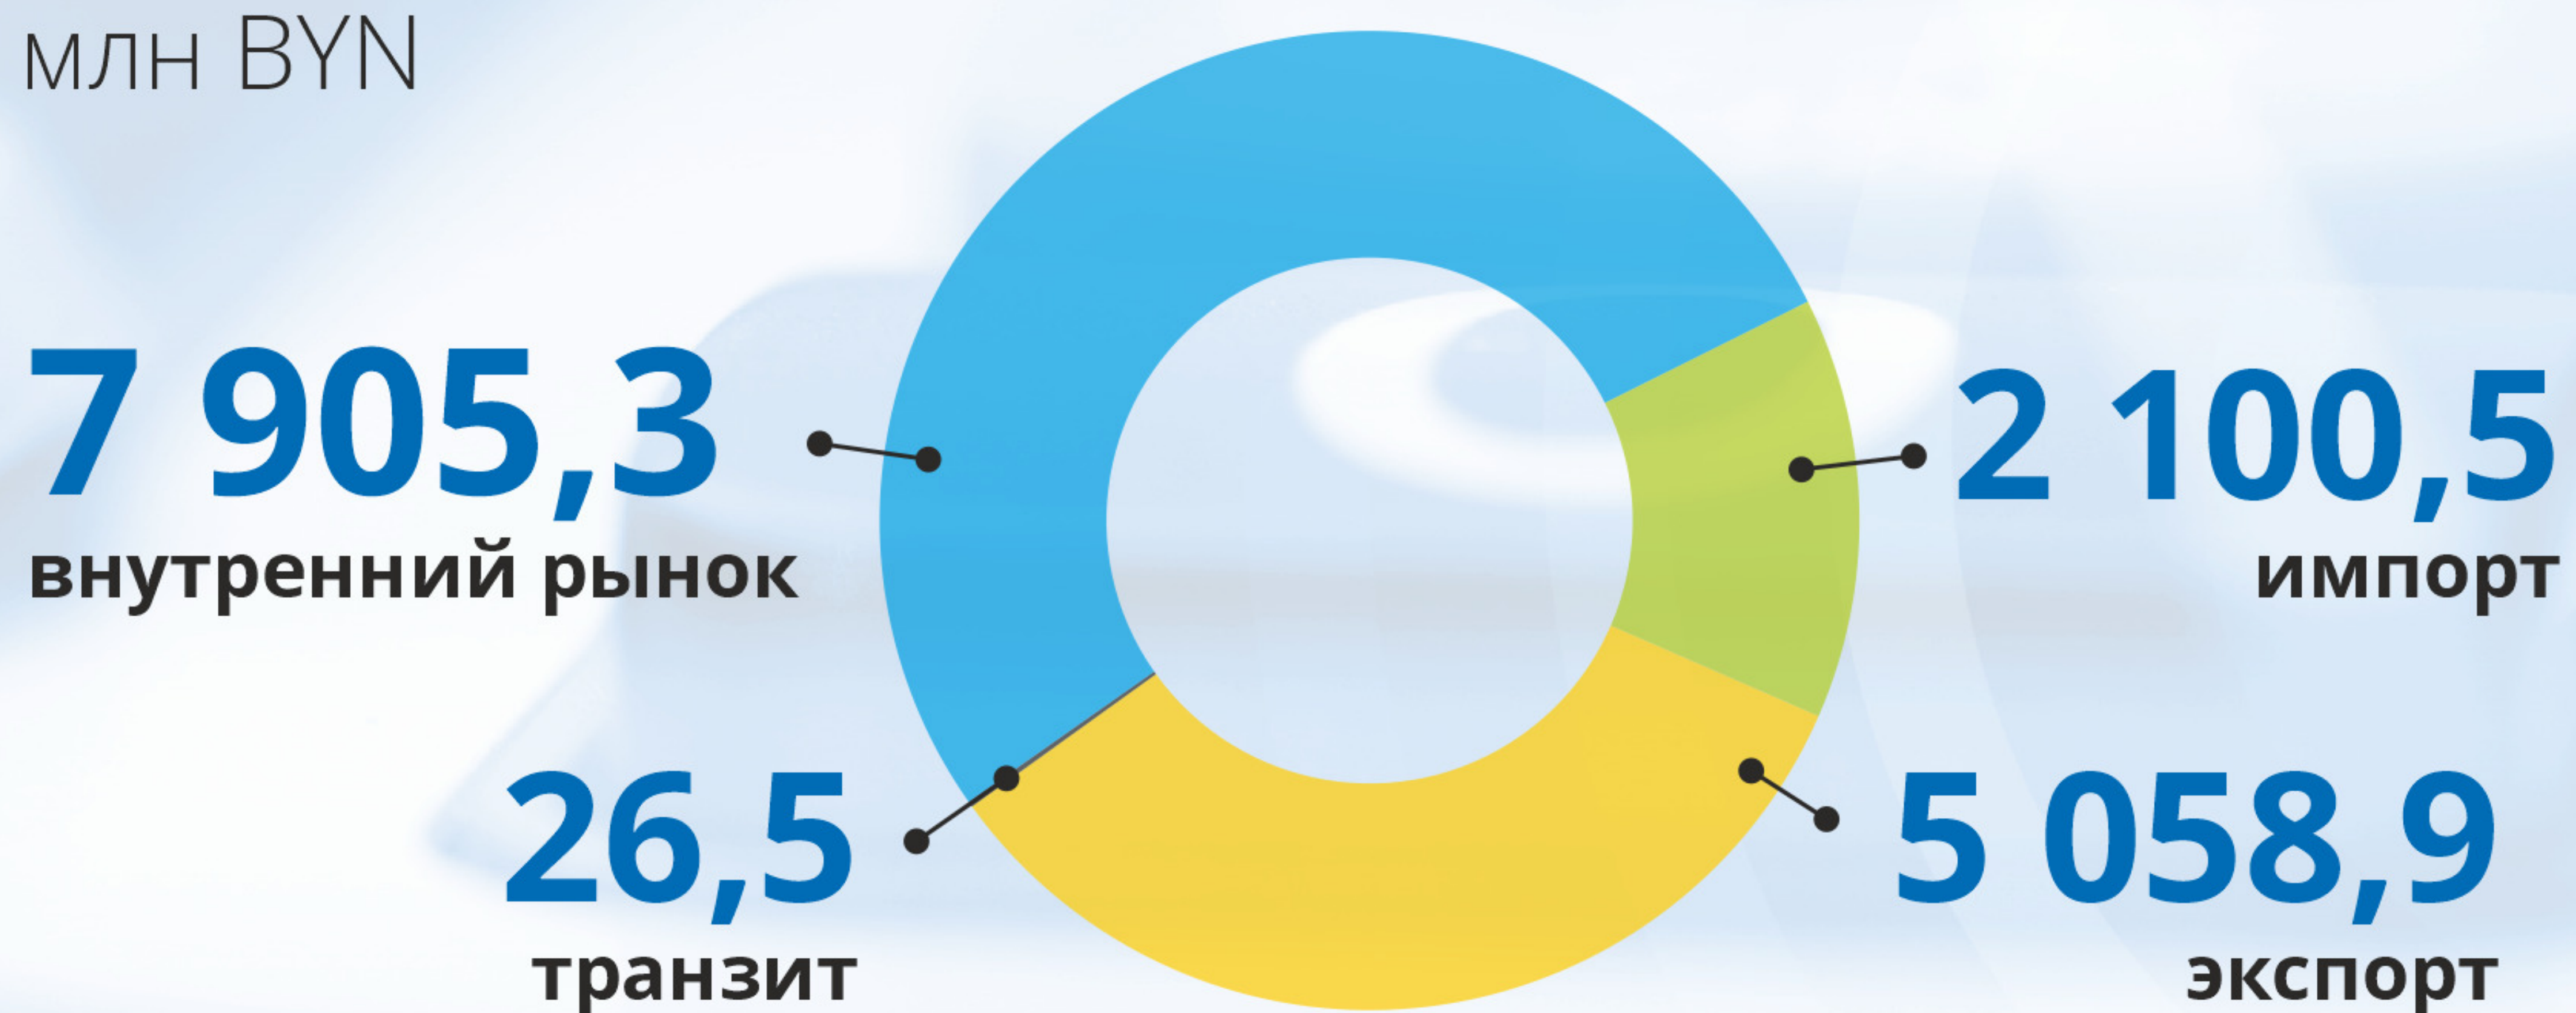 млн BYN
7 905,3
внутренний рынок
2 100,5
импорт
26,5
транзит
5 058,9
экспорт